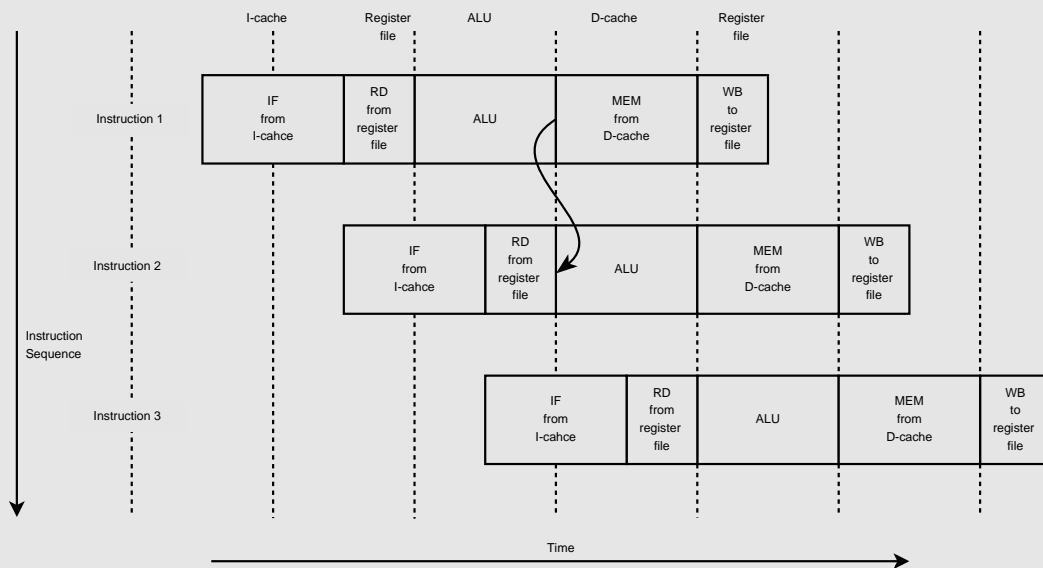 I-cache
Register
file
ALU
D-cache
Register
file
Instruction 1
IF
from
I-cahce
RD
from
register
file
ALU
MEM
from
D-cache
WB
to
register
file
Instruction 2
IF
from
I-cahce
RD
from
register
file
ALU
MEM
from
D-cache
WB
to
register
file
Instruction
Sequence
Instruction 3
IF
from
I-cahce
RD
from
register
file
ALU
MEM
from
D-cache
WB
to
register
file
Time